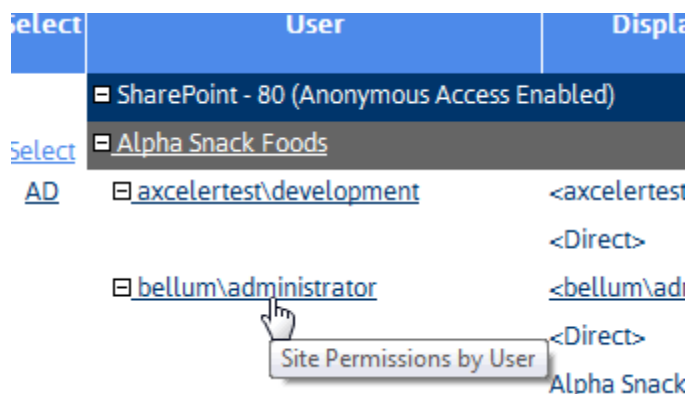 Select User Displa
SharePoint - 80 (Anonymous Access Enabled)
Select Alpha Snack Foods
AD axcelertest\development <axcelertest
<Direct>
bellum\administrator <bellum\adr
<Direct>
Site Permissions by User
Alpha Snack